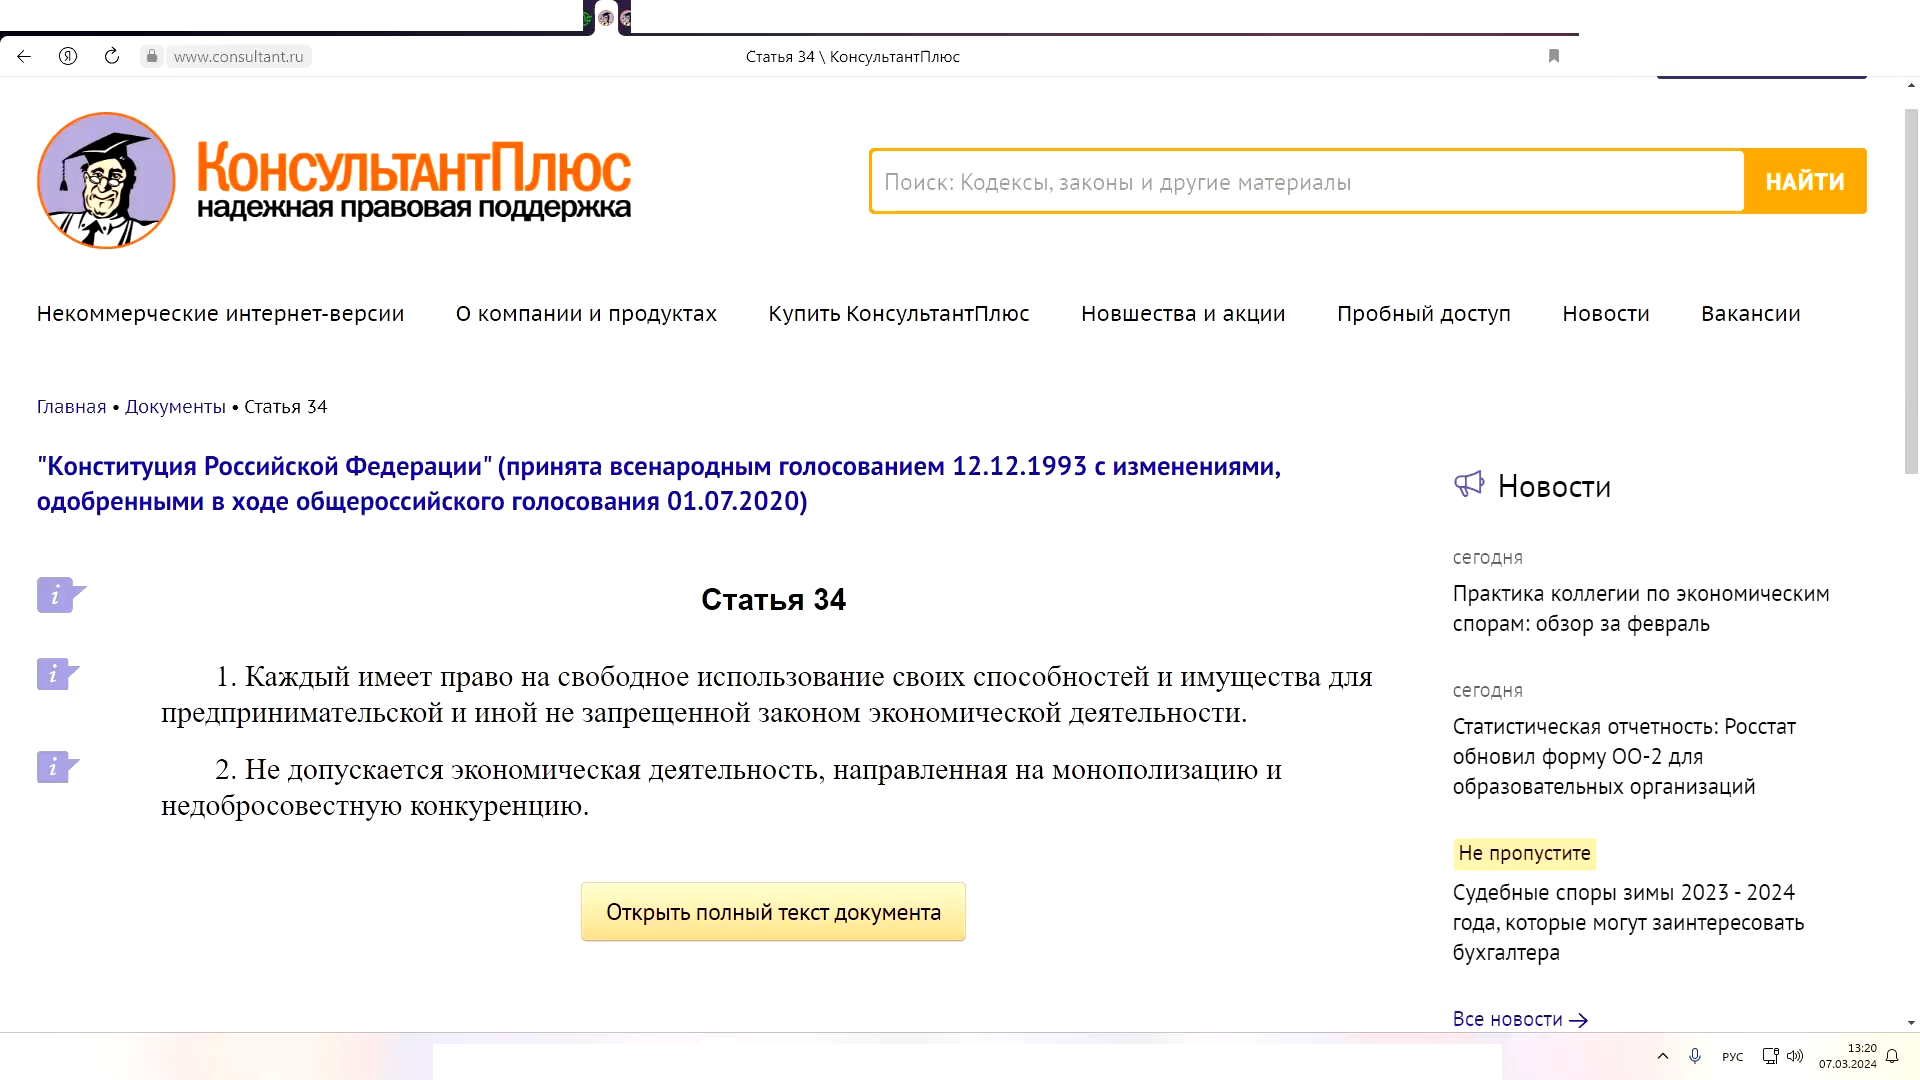 www.consultant.ru
Статья 34 \ КонсультантПлюс
КонсультантПлюс
надежная правовая поддержка
Поиск: Кодексы, законы и другие материалы
НАЙТИ
Некоммерческие интернет-версии
О компании и продуктах
Купить КонсультантПлюс
Новшества и акции
Пробный доступ
Новости
Вакансии
Главная • Документы • Статья 34
"Конституция Российской Федерации" (принята всенародным голосованием 12.12.1993 с изменениями,
одобренными в ходе общероссийского голосования 01.07.2020)
Статья 34
1. Каждый имеет право на свободное использование своих способностей и имущества для
предпринимательской и иной не запрещенной законом экономической деятельности.
2. Не допускается экономическая деятельность, направленная на монополизацию и
недобросовестную конкуренцию.
Открыть полный текст документа
Новости
сегодня
Практика коллегии по экономическим
спорам: обзор за февраль
сегодня
Статистическая отчетность: Росстат
обновил форму ОО-2 для
образовательных организаций
Не пропустите
Судебные споры зимы 2023 - 2024
года, которые могут заинтересовать
бухгалтера
Все новости
РУС
13:20
07.03.2024